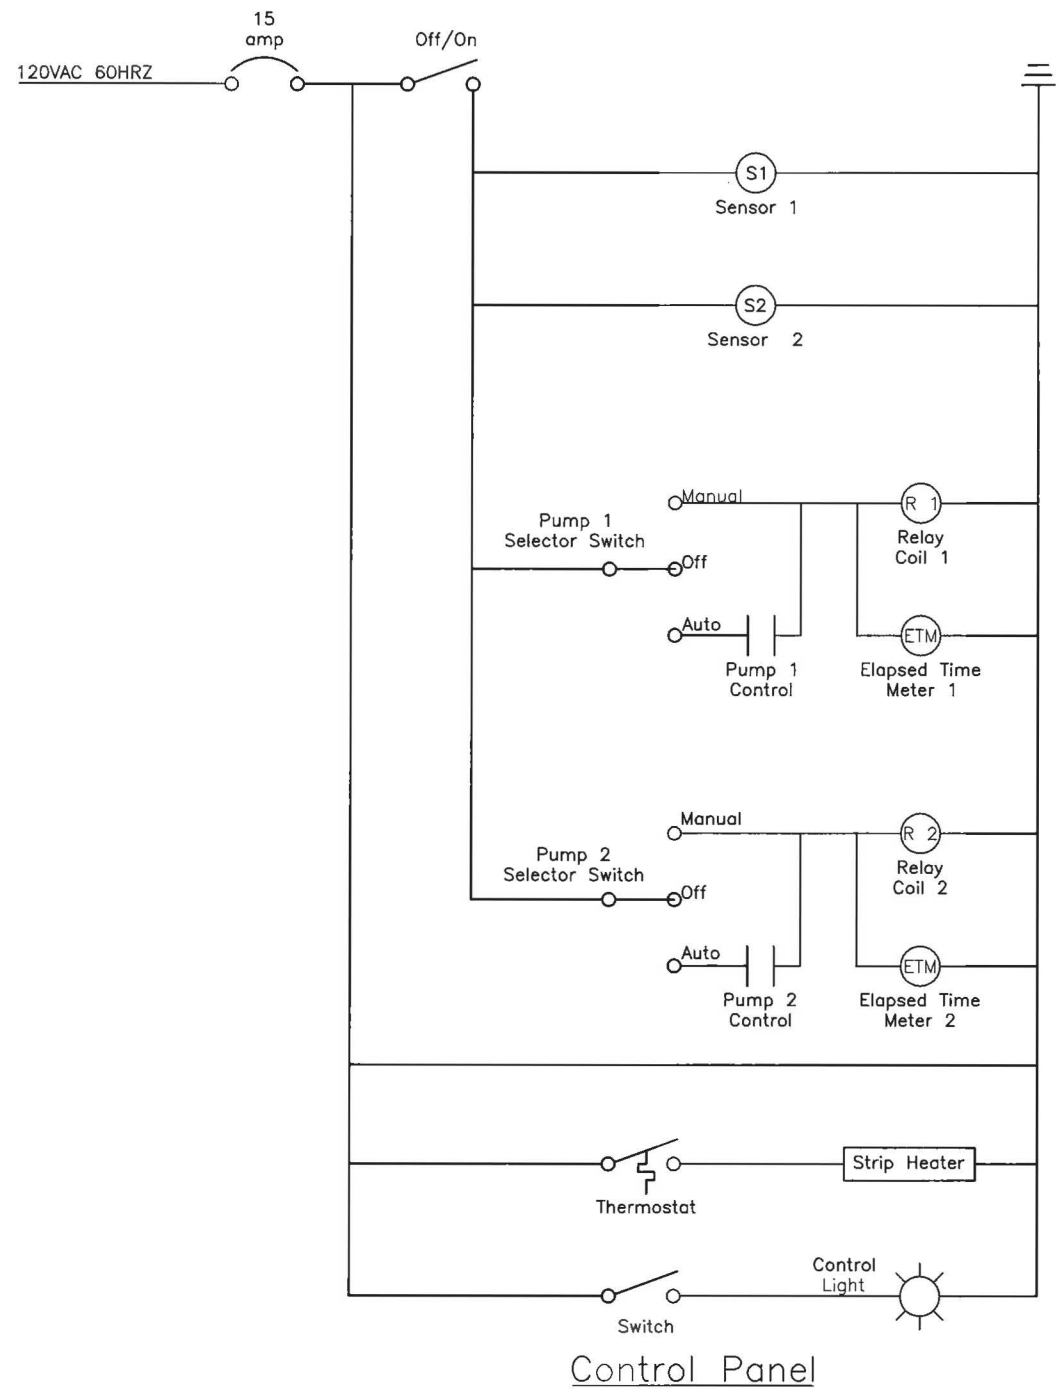 15
amp
Off/On
120VAC 60HRZ
S1
Sensor 1
S2
Sensor 2
Manual
R 1
Pump 1
Selector Switch
Relay
Coil 1
Off
Auto
ETM
Pump 1
Control
Elapsed Time
Meter 1
Manual
R 2
Pump 2
Selector Switch
Relay
Coil 2
Off
Auto
ETM
Pump 2
Control
Elapsed Time
Meter 2
Strip Heater
Thermostat
Control
Light
Switch
Control Panel